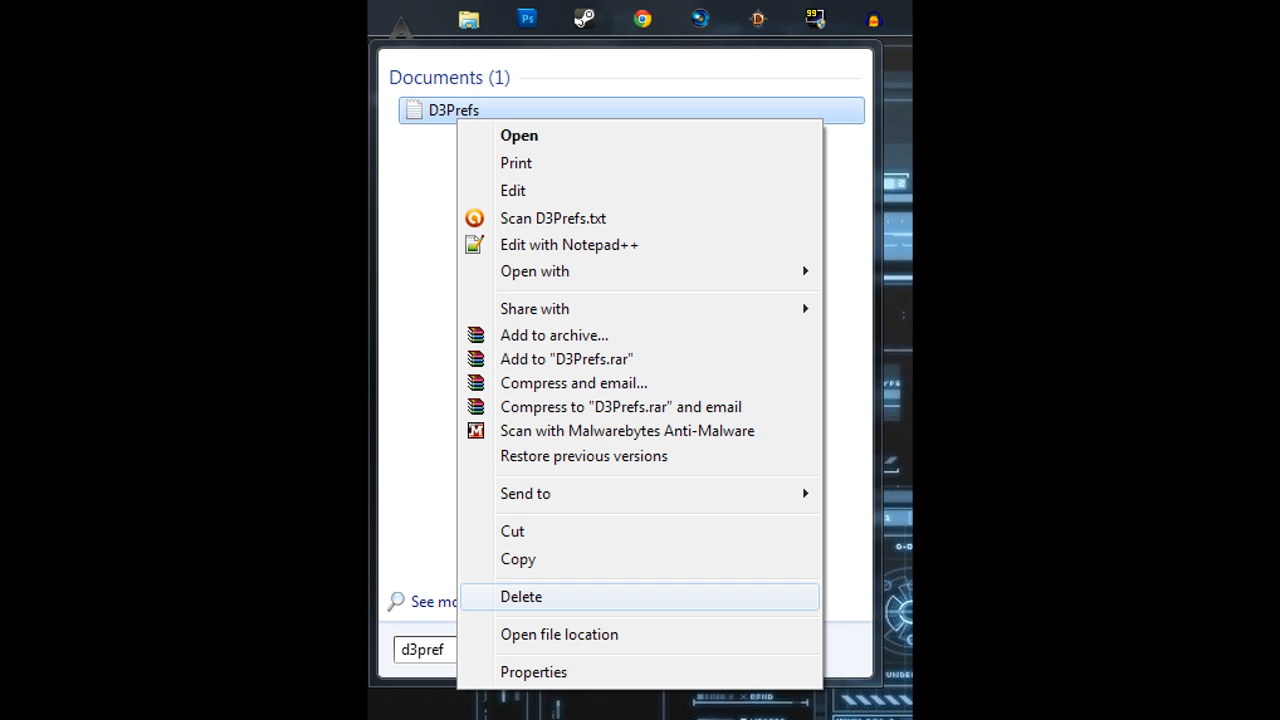 Ps
99
Documents (1)
D3Prefs
Open
Print
Edit
Scan D3Prefs.txt
Edit with Notepad++
Open with
Share with
Add to archive...
Add to "D3Prefs.rar"
Compress and email...
Compress to "D3Prefs.rar" and email
Scan with Malwarebytes Anti-Malware
Restore previous versions
Send to
Cut
Copy
Delete
See mo
Open file location
d3pref
Properties